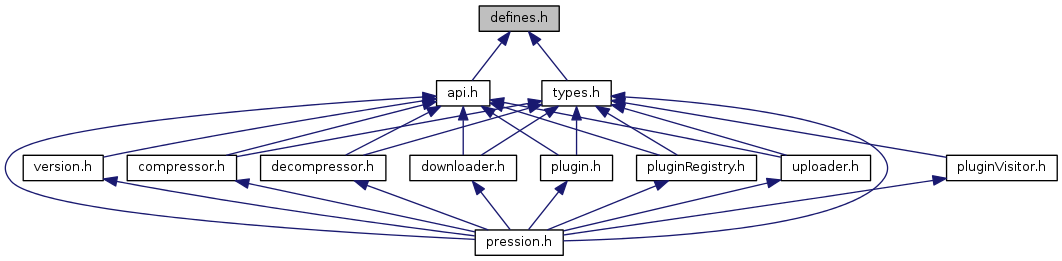 defines.h
api.h
types.h
version.h
compressor.h
decompressor.h
downloader.h
plugin.h
pluginRegistry.h
uploader.h
pluginVisitor.h
pression.h